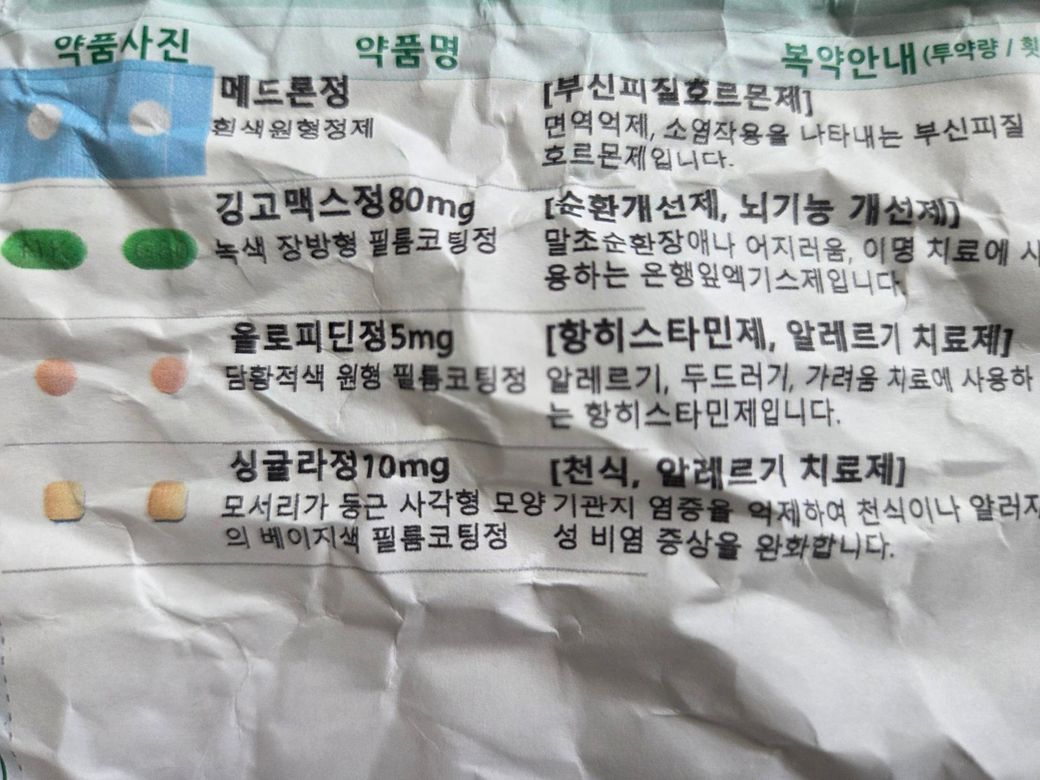 약품사진 약품명 복약안내 (투약량 / 횟
메드론정 [부신피질호르몬제]
흰색원형정제 면역억제, 소염작용을 나타내는 부신피질
호르몬제입니다.
깅고맥스정80mg [순환개선제, 뇌기능 개선제]
녹색 장방형 필름코팅정 말초순환장애나 어지러움, 이명 치료에 사
용하는 은행잎엑기스제입니다.
올로피딘정5mg [항히스타민제, 알레르기 치료제]
담황적색 원형 필름코팅정 알레르기, 두드러기, 가려움 치료에 사용하
는 항히스타민제입니다.
싱귤라정10mg [천식, 알레르기 치료제]
모서리가 둥근 사각형 모양 기관지 염증을 억제하여 천식이나 알러지
의 베이지색 필름코팅정 성 비염 증상을 완화합니다.